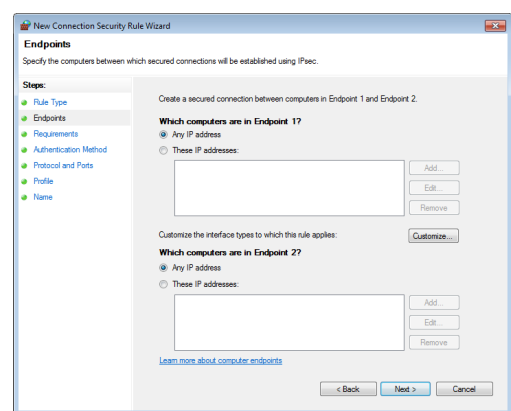 New Connection Security Rule Wizard
Endpoints
Specify the computers between which secured connections will be established using IPsec.
Steps:
Rule Type
Endpoints
Requirements
Authentication Method
Protocol and Ports
Profile
Name
Create a secured connection between computers in Endpoint 1 and Endpoint 2.
Which computers are in Endpoint 1?
Any IP address
These IP addresses:
Add...
Edit...
Remove
Customize the interface types to which this rule applies:
Customize...
Which computers are in Endpoint 2?
Any IP address
These IP addresses:
Add...
Edit...
Remove
Learn more about computer endpoints
< Back
Next >
Cancel